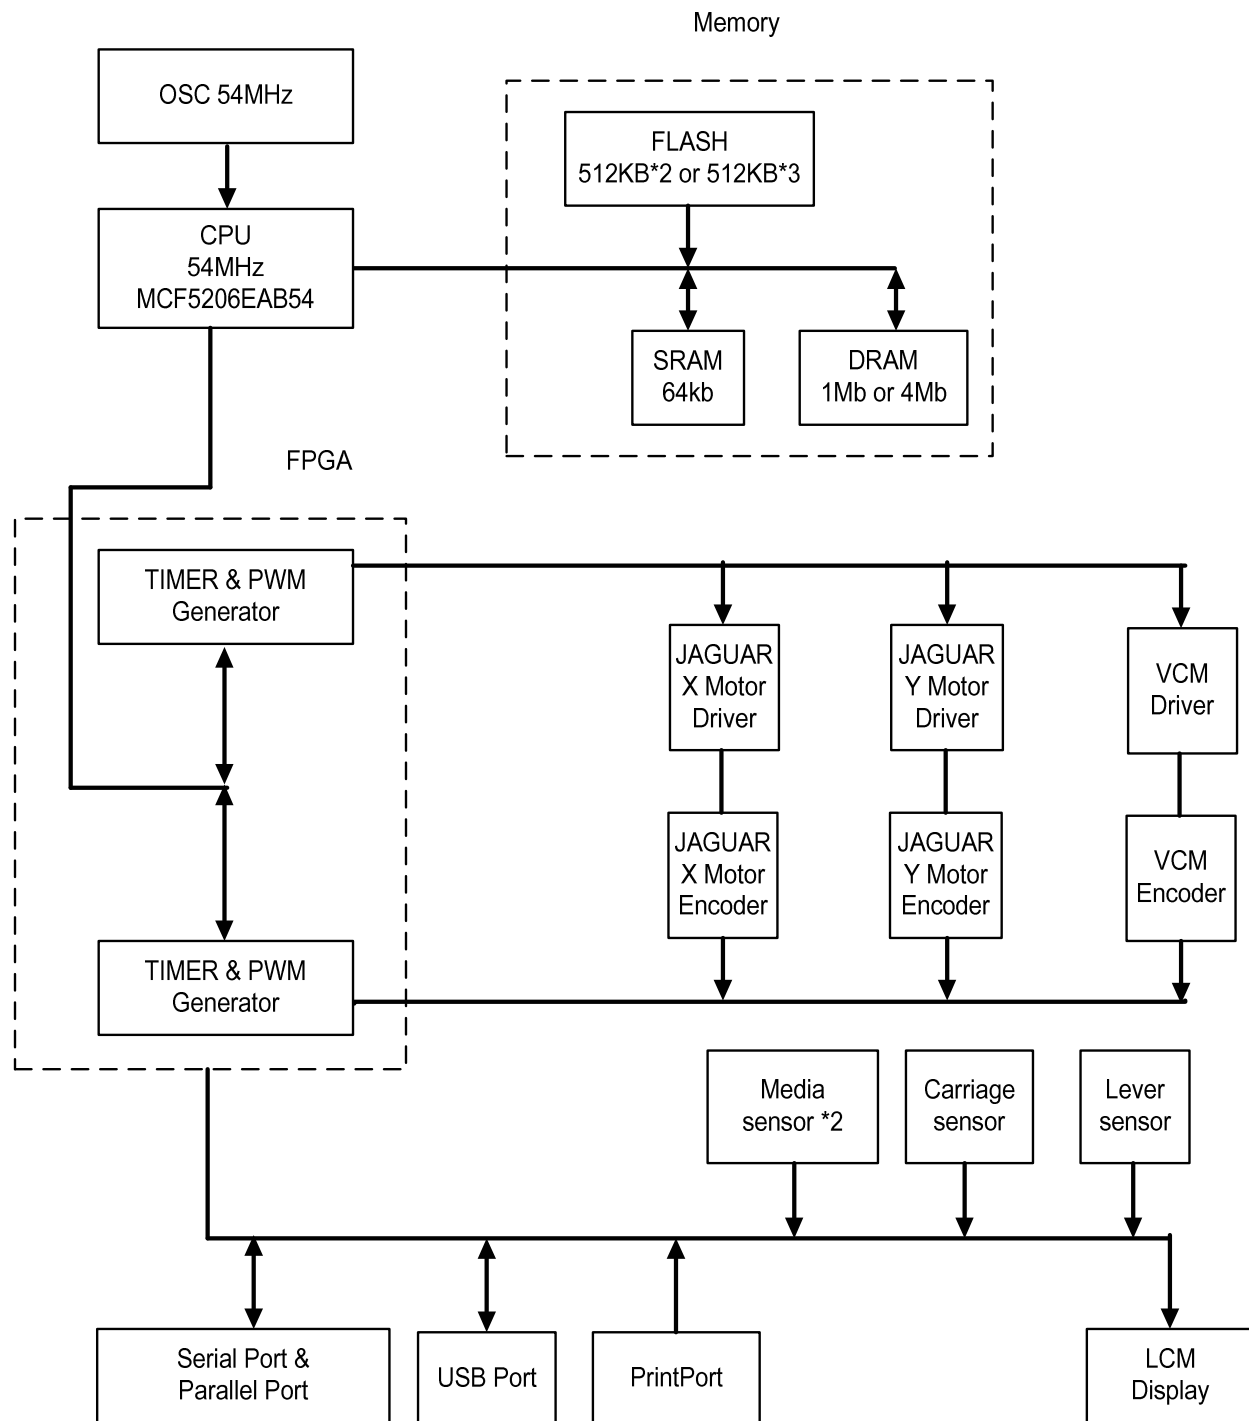 Memory
OSC 54MHz
FLASH
512KB*2 or 512KB*3
CPU
54MHz
MCF5206EAB54
SRAM
64kb
DRAM
1Mb or 4Mb
FPGA
TIMER & PWM
Generator
JAGUAR
X Motor
Driver
JAGUAR
Y Motor
Driver
VCM
Driver
JAGUAR
X Motor
Encoder
JAGUAR
Y Motor
Encoder
VCM
Encoder
TIMER & PWM
Generator
Media
sensor *2
Carriage
sensor
Lever
sensor
Serial Port &
Parallel Port
USB Port
PrintPort
LCM
Display